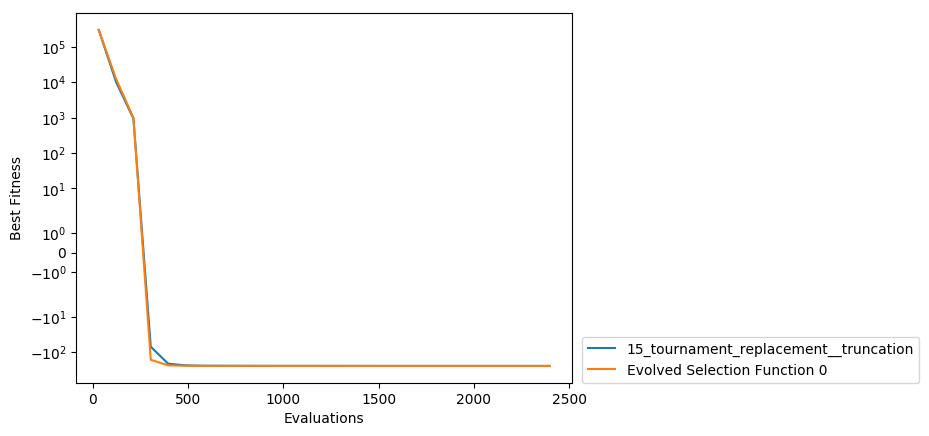 10⁵
10⁴
10³
10²
10¹
10⁰
0
−10⁰
−10¹
−10²
Best Fitness
0 500 1000 1500 2000 2500
Evaluations
15_tournament_replacement__truncation
Evolved Selection Function 0